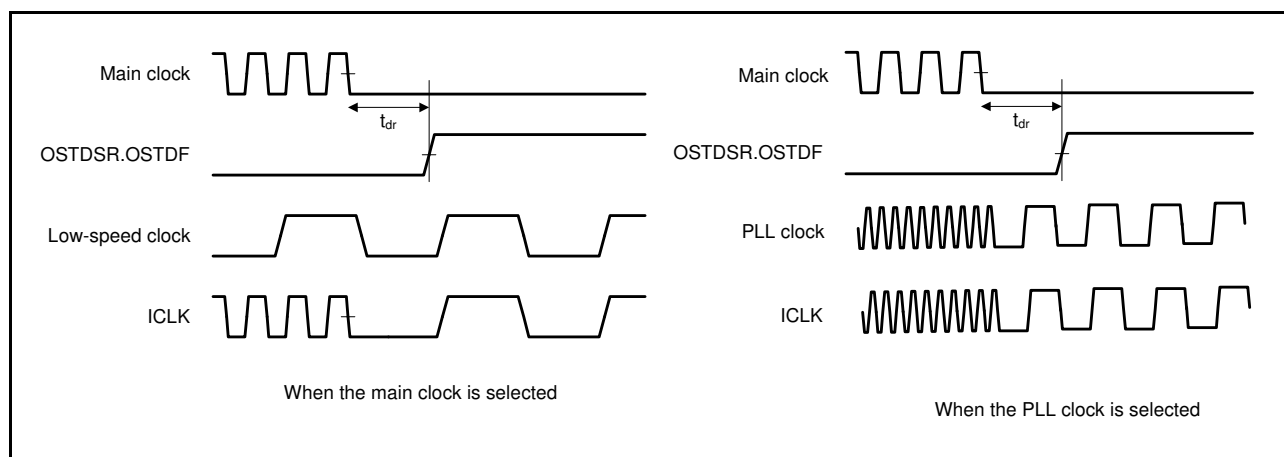 Main clock
tdr
OSTDSR.OSTDF
Low-speed clock
ICLK
When the main clock is selected
Main clock
tdr
OSTDSR.OSTDF
PLL clock
ICLK
When the PLL clock is selected